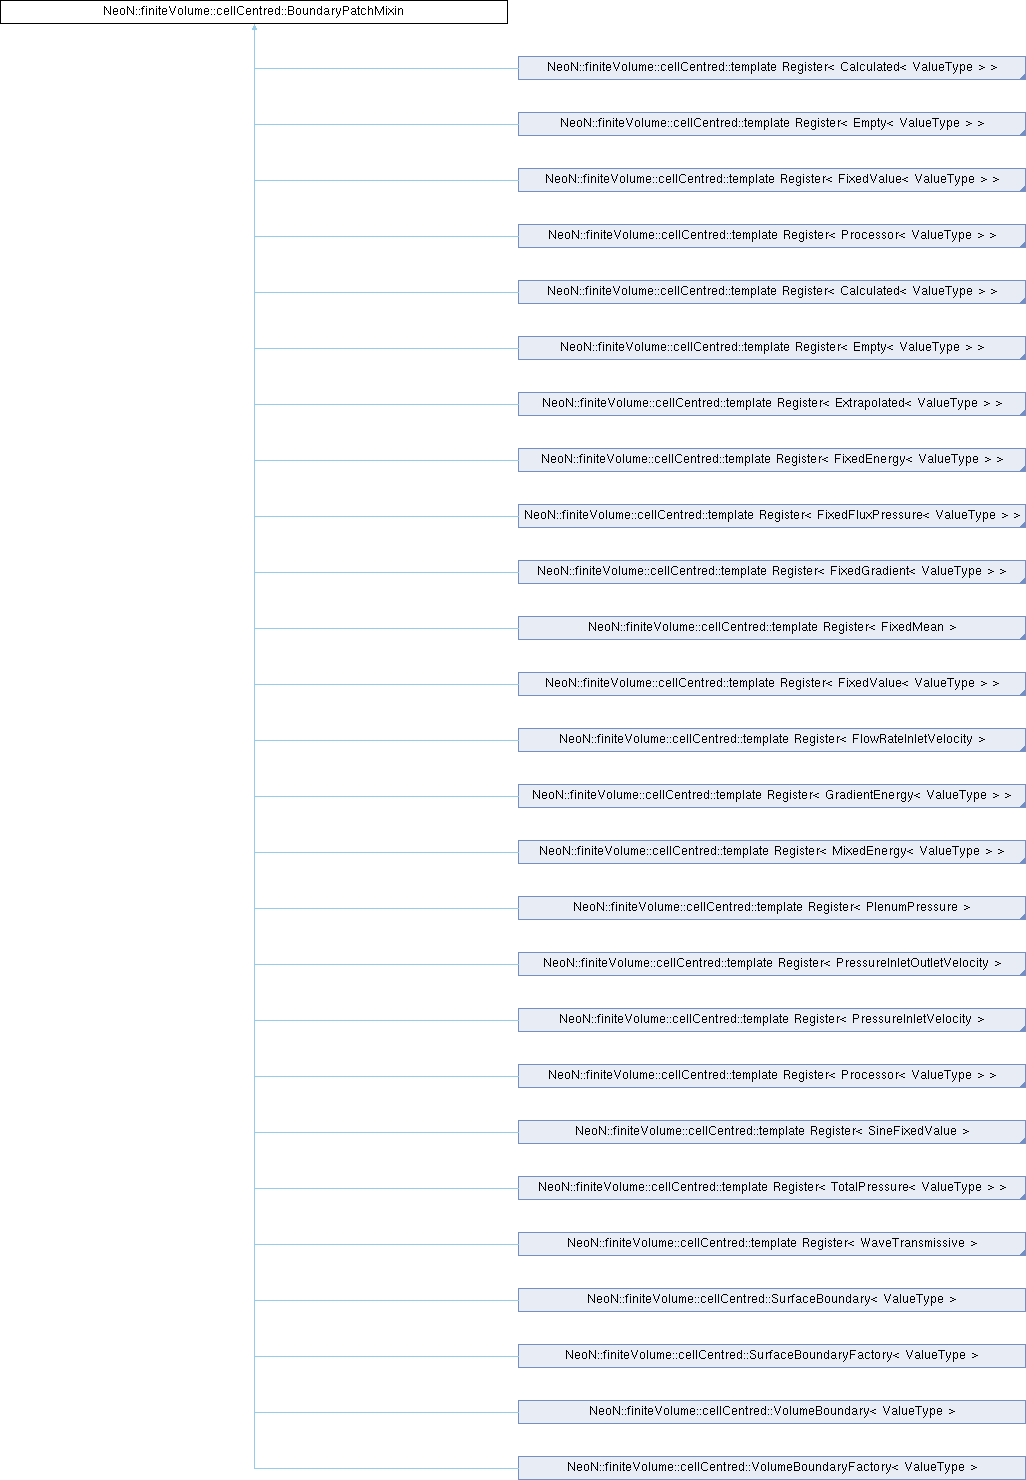 NeoN::finiteVolume::cellCentred::BoundaryPatchMixin
NeoN::finiteVolume::cellCentred::template Register< Calculated< ValueType > >
NeoN::finiteVolume::cellCentred::template Register< Empty< ValueType > >
NeoN::finiteVolume::cellCentred::template Register< FixedValue< ValueType > >
NeoN::finiteVolume::cellCentred::template Register< Processor< ValueType > >
NeoN::finiteVolume::cellCentred::template Register< Calculated< ValueType > >
NeoN::finiteVolume::cellCentred::template Register< Empty< ValueType > >
NeoN::finiteVolume::cellCentred::template Register< Extrapolated< ValueType > >
NeoN::finiteVolume::cellCentred::template Register< FixedEnergy< ValueType > >
NeoN::finiteVolume::cellCentred::template Register< FixedFluxPressure< ValueType > >
NeoN::finiteVolume::cellCentred::template Register< FixedGradient< ValueType > >
NeoN::finiteVolume::cellCentred::template Register< FixedMean >
NeoN::finiteVolume::cellCentred::template Register< FixedValue< ValueType > >
NeoN::finiteVolume::cellCentred::template Register< FlowRateInletVelocity >
NeoN::finiteVolume::cellCentred::template Register< GradientEnergy< ValueType > >
NeoN::finiteVolume::cellCentred::template Register< MixedEnergy< ValueType > >
NeoN::finiteVolume::cellCentred::template Register< PlenumPressure >
NeoN::finiteVolume::cellCentred::template Register< PressureInletOutletVelocity >
NeoN::finiteVolume::cellCentred::template Register< PressureInletVelocity >
NeoN::finiteVolume::cellCentred::template Register< Processor< ValueType > >
NeoN::finiteVolume::cellCentred::template Register< SineFixedValue >
NeoN::finiteVolume::cellCentred::template Register< TotalPressure< ValueType > >
NeoN::finiteVolume::cellCentred::template Register< WaveTransmissive >
NeoN::finiteVolume::cellCentred::SurfaceBoundary< ValueType >
NeoN::finiteVolume::cellCentred::SurfaceBoundaryFactory< ValueType >
NeoN::finiteVolume::cellCentred::VolumeBoundary< ValueType >
NeoN::finiteVolume::cellCentred::VolumeBoundaryFactory< ValueType >